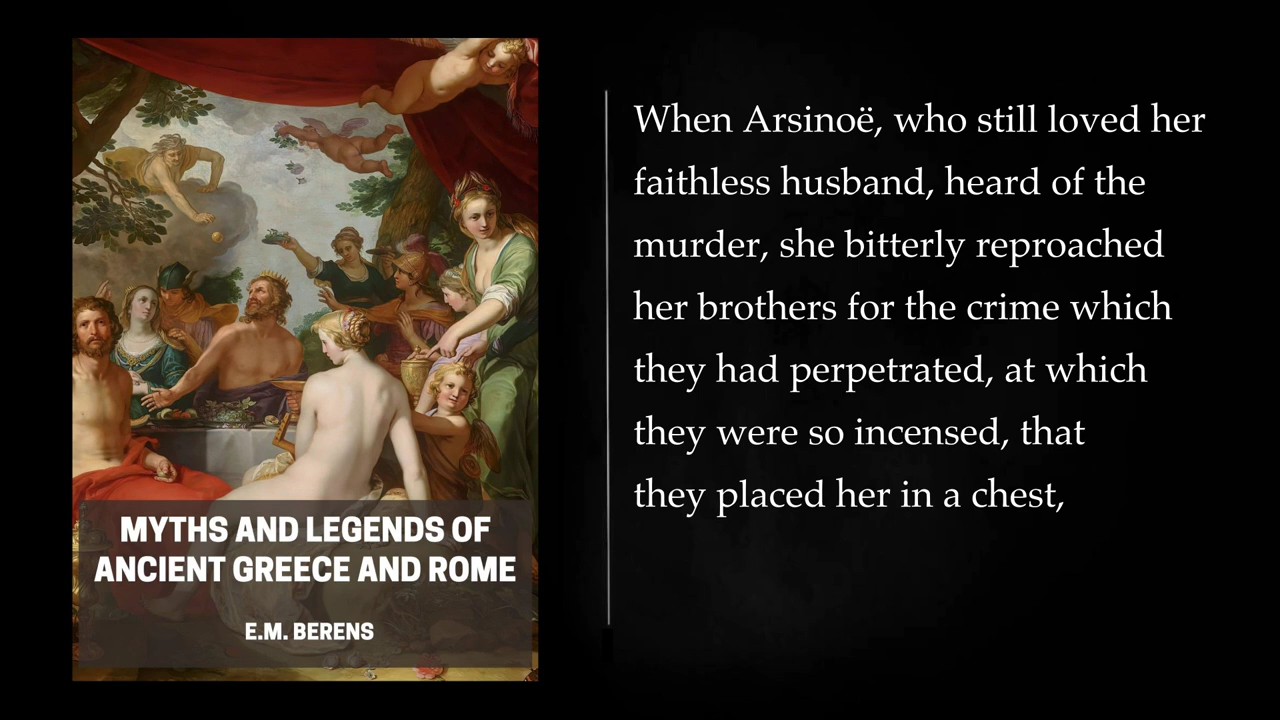 MYTHS AND LEGENDS OF
ANCIENT GREECE AND ROME
E.M. BERENS
When Arsinoë, who still loved her
faithless husband, heard of the
murder, she bitterly reproached
her brothers for the crime which
they had perpetrated, at which
they were so incensed, that
they placed her in a chest,